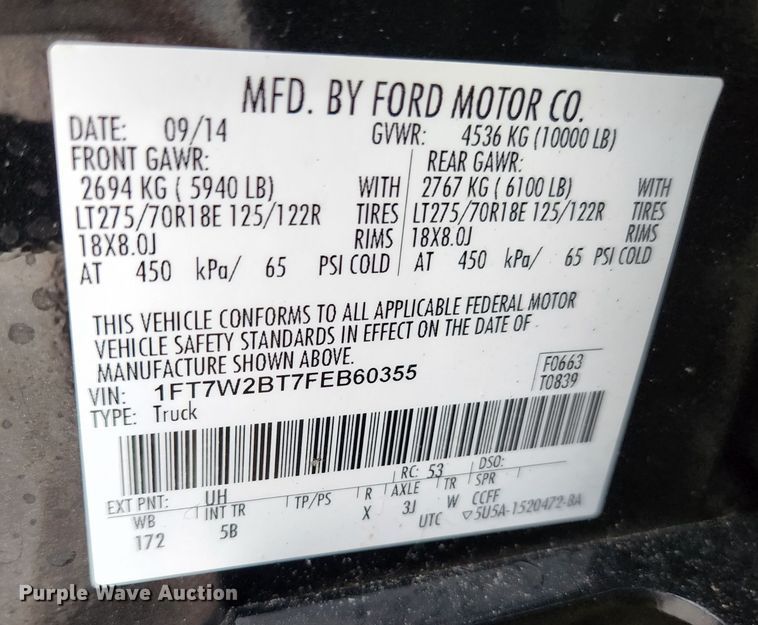 MFD. BY FORD MOTOR CO.
DATE: 09/14 GVWR: 4536 KG (10000 LB)
FRONT GAWR: REAR GAWR:
2694 KG ( 5940 LB) WITH 2767 KG ( 6100 LB) WITH
LT275/70R18E 125/122R TIRES LT275/70R18E 125/122R TIRES
18X8.0J RIMS 18X8.0J RIMS
AT 450 kPa/ 65 PSI COLD AT 450 kPa/ 65 PSI COLD
THIS VEHICLE CONFORMS TO ALL APPLICABLE FEDERAL MOTOR
VEHICLE SAFETY STANDARDS IN EFFECT ON THE DATE OF
MANUFACTURE SHOWN ABOVE.
VIN: 1FT7W2BT7FEB60355 F0663
TYPE: Truck T0839
RC: 53 DSO:
EXT PNT: UH TP/PS R AXLE TR SPR
WB INT TR X 3J W CCFF
172 5B UTC ▽5U5A-1520472-BA
Purple Wave Auction